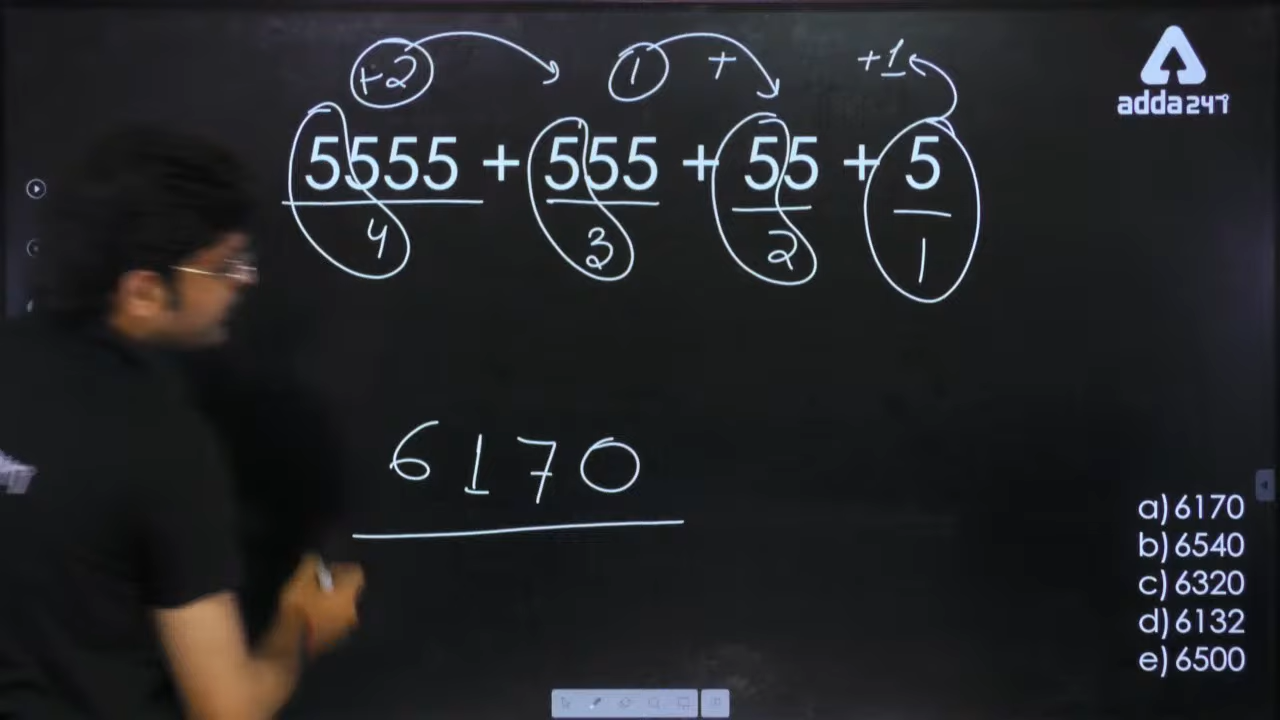 +2 1 + +1
adda247
5555 + 555 + 55 + 5
4 3 2 1
6170
a) 6170
b) 6540
c) 6320
d) 6132
e) 6500